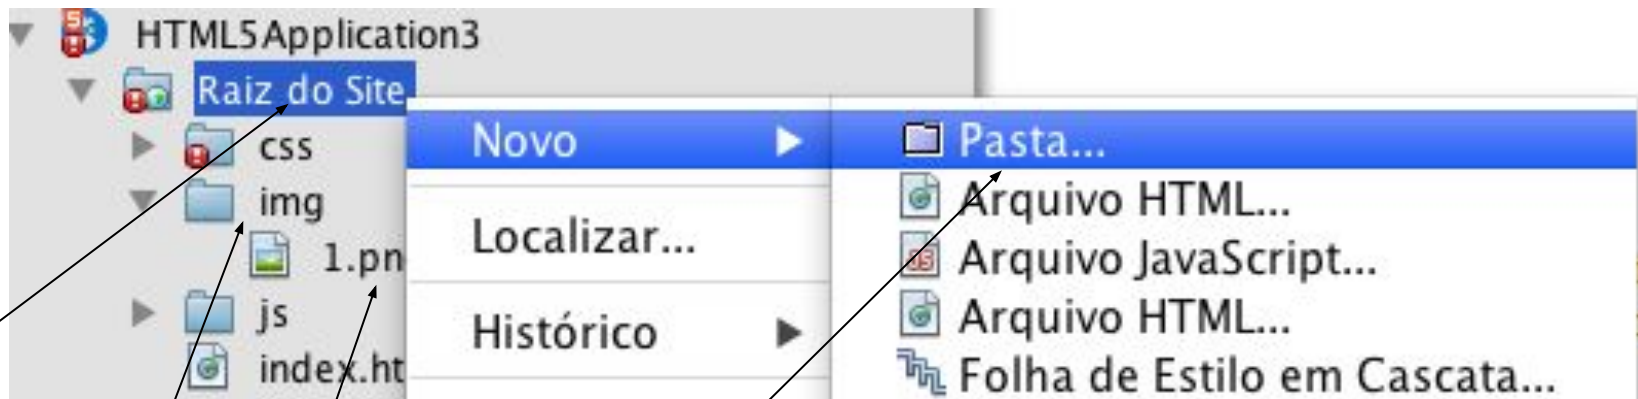 HTML5Application3
Raiz do Site
css
img
1.pn
js
index.ht
Novo
Localizar...
Histórico
Pasta...
Arquivo HTML...
Arquivo JavaScript...
Arquivo HTML...
Folha de Estilo em Cascata...